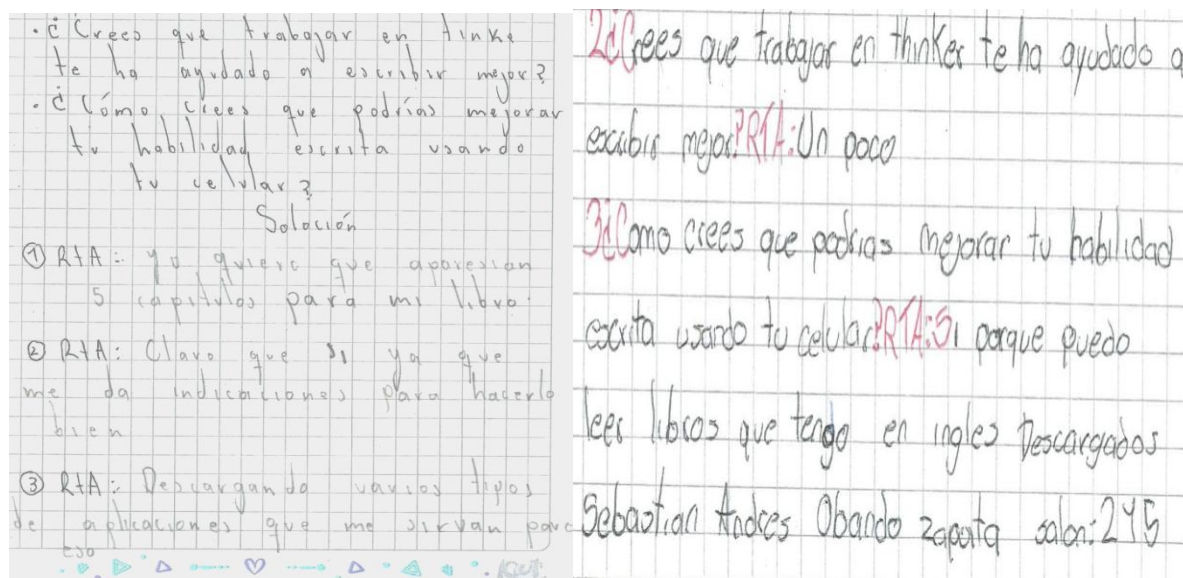 . ¿Crees que trabajar en tinke
te ha ayudado a escribir mejor?
. ¿Cómo crees que podrías mejorar
tu habilidad escrita usando
tu celular?
Solución
① RtA: yo quiero que aparescan
5 capitulos para mi libro.
② RtA: Claro que si ya que
me da indicaciones para hacerlo
bien
③ RtA: Descargando varios tipos
de aplicaciones que me sirvan para
eso
2¿Crees que trabajar en thinker te ha ayudado a
escribir mejor?RTA:Un poco
3¿Como crees que podrias mejorar tu habilidad
escrita usando tu celular?RTA:Si porque puedo
leer libros que tengo en ingles Descargados
Sebastian Andres Obando zapata salon:245